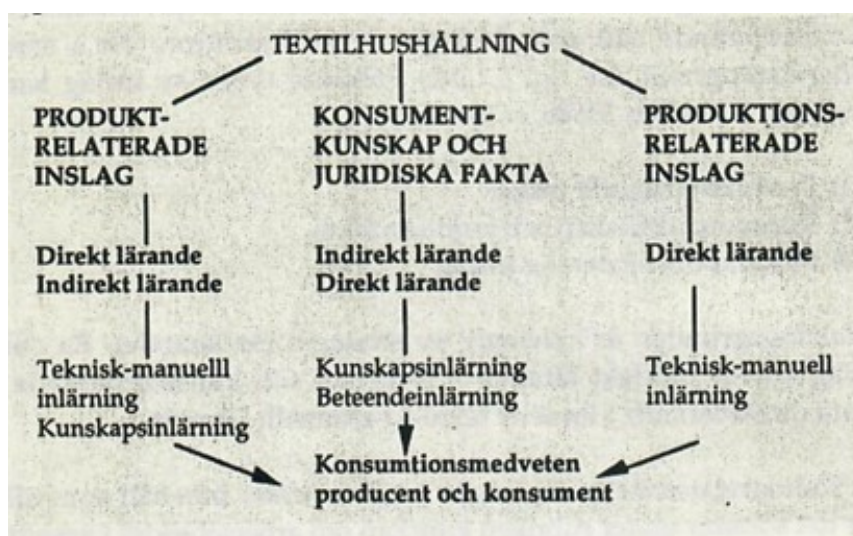 TEXTILHUSHÅLLNING
PRODUKT-
RELATERADE
INSLAG
KONSUMENT-
KUNSKAP OCH
JURIDISKA FAKTA
PRODUKTIONS-
RELATERADE
INSLAG
Direkt lärande
Indirekt lärande
Indirekt lärande
Direkt lärande
Direkt lärande
Teknisk-manuelll
inlärning
Kunskapsinlärning
Kunskapsinlärning
Beteendeinlärning
Teknisk-manuell
inlärning
Konsumtionsmedveten
producent och konsument